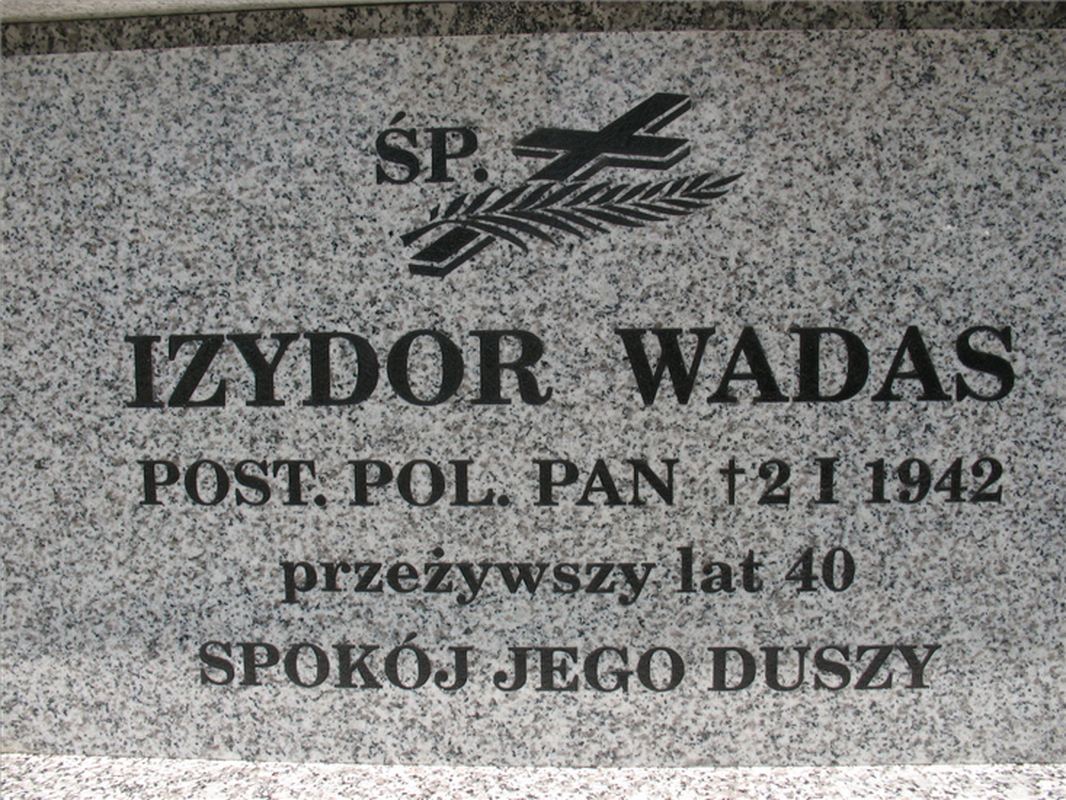 ŚP.
IZYDOR WADAS
POST. POL. PAN †2 I 1942
przeżywszy lat 40
SPOKÓJ JEGO DUSZY